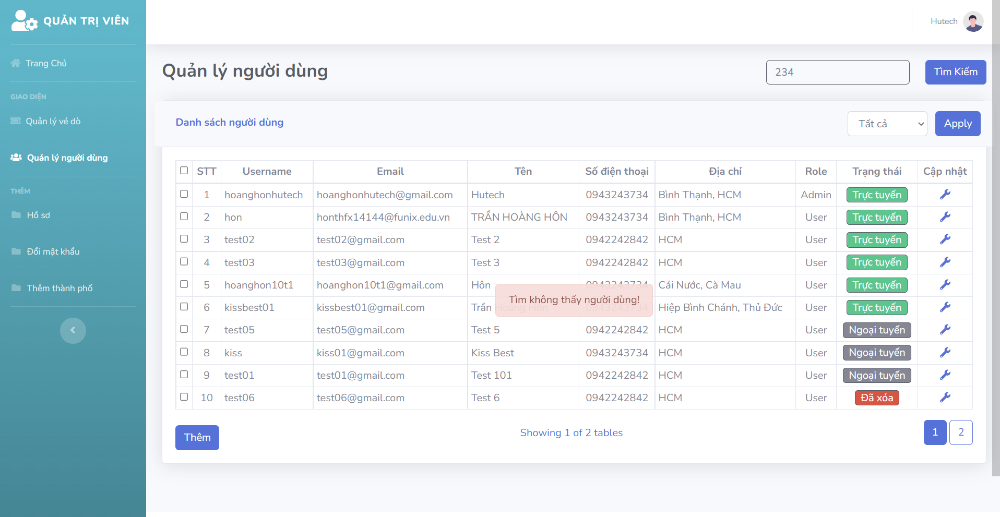 QUẢN TRỊ VIÊN
Hutech
Trang Chủ
GIAO DIỆN
Quản lý vé dò
Quản lý người dùng
THÊM
Hồ sơ
Đổi mật khẩu
Thêm thành phố
Quản lý người dùng
234
Tìm Kiếm
Danh sách người dùng
Tất cả
Apply
STT Username Email Tên Số điện thoại Địa chỉ Role Trạng thái Cập nhật
1 hoanghonhutech hoanghonhutech@gmail.com Hutech 0943243734 Bình Thạnh, HCM Admin Trực tuyến
2 hon honthfx14144@funix.edu.vn TRẦN HOÀNG HÔN 0943243734 Bình Thạnh, HCM User Trực tuyến
3 test02 test02@gmail.com Test 2 0942242842 HCM User Trực tuyến
4 test03 test03@gmail.com Test 3 0942242842 HCM User Trực tuyến
5 hoanghon10t1 hoanghon10t1@gmail.com Hôn 0943243734 Cái Nước, Cà Mau User Trực tuyến
6 kissbest01 kissbest01@gmail.com Trần Hoàng Hôn 0943243734 Hiệp Bình Chánh, Thủ Đức User Trực tuyến
Tìm không thấy người dùng!
7 test05 test05@gmail.com Test 5 0942242842 HCM User Ngoại tuyến
8 kiss kiss01@gmail.com Kiss Best 0943243734 HCM User Ngoại tuyến
9 test01 test01@gmail.com Test 101 0942242842 HCM User Ngoại tuyến
10 test06 test06@gmail.com Test 6 0942242842 HCM User Đã xóa
Thêm
Showing 1 of 2 tables
1 2